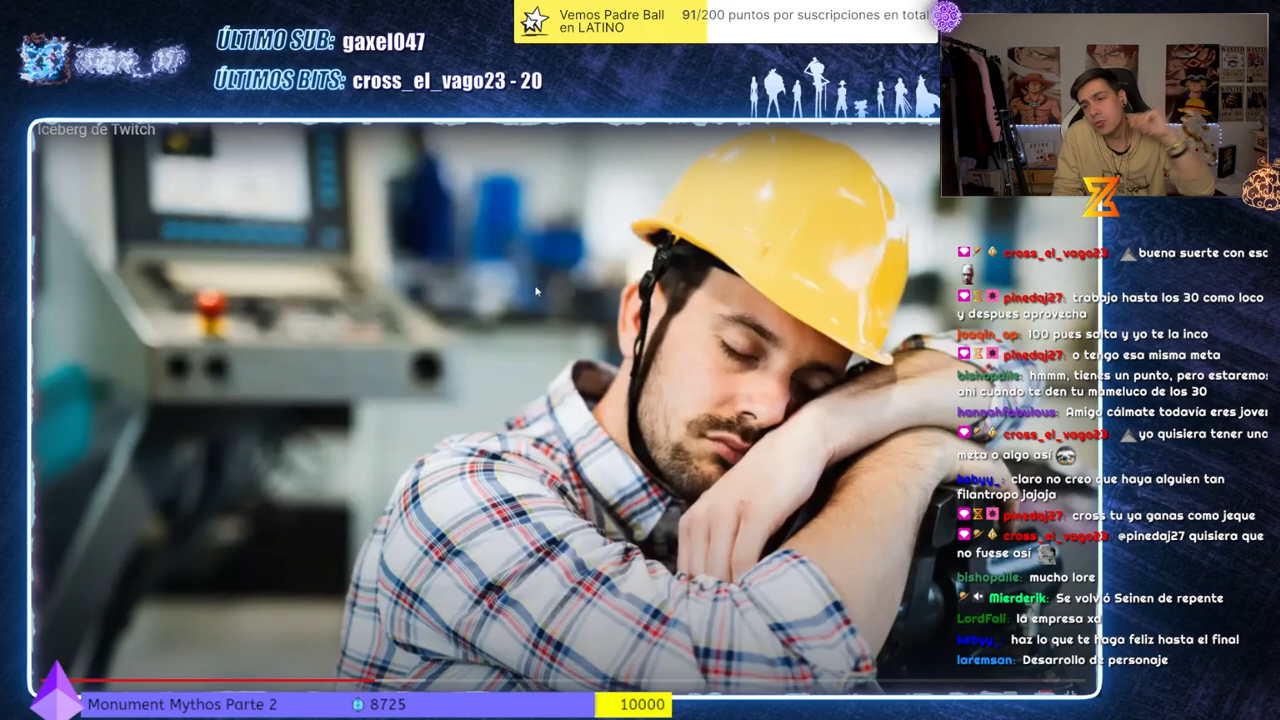 Vemos Padre Ball
en LATINO
91/200 puntos por suscripciones en total
ÚLTIMO SUB: gaxel047
ÚLTIMOS BITS: cross_el_vago23 - 20
Iceberg de Twitch
WANTED
WANTED
cross_el_vago23: buena suerte con eso
pinedaj27: trabajo hasta los 30 como loco
y despues aprovecha
joaqin_op: 100 pues salta y yo te la inco
pinedaj27: o tengo esa misma meta
bishopaile: hmmm, tienes un punto, pero estaremos
ahi cuando te den tu mameluco de los 30
hannahfabulous: Amigo cálmate todavía eres joven
cross_el_vago23: yo quisiera tener una
meta o algo así
kebyy_: claro no creo que haya alguien tan
filantropo jajaja
pinedaj27: cross tu ya ganas como jeque
cross_el_vago23: @pinedaj27 quisiera que
no fuese así
bishopaile: mucho lore
Mierderik: Se volvió Seinen de repente
LordFali: la empresa xd
kebyy_: haz lo que te haga feliz hasta el final
laremsan: Desarrollo de personaje
Monument Mythos Parte 2
8725
10000